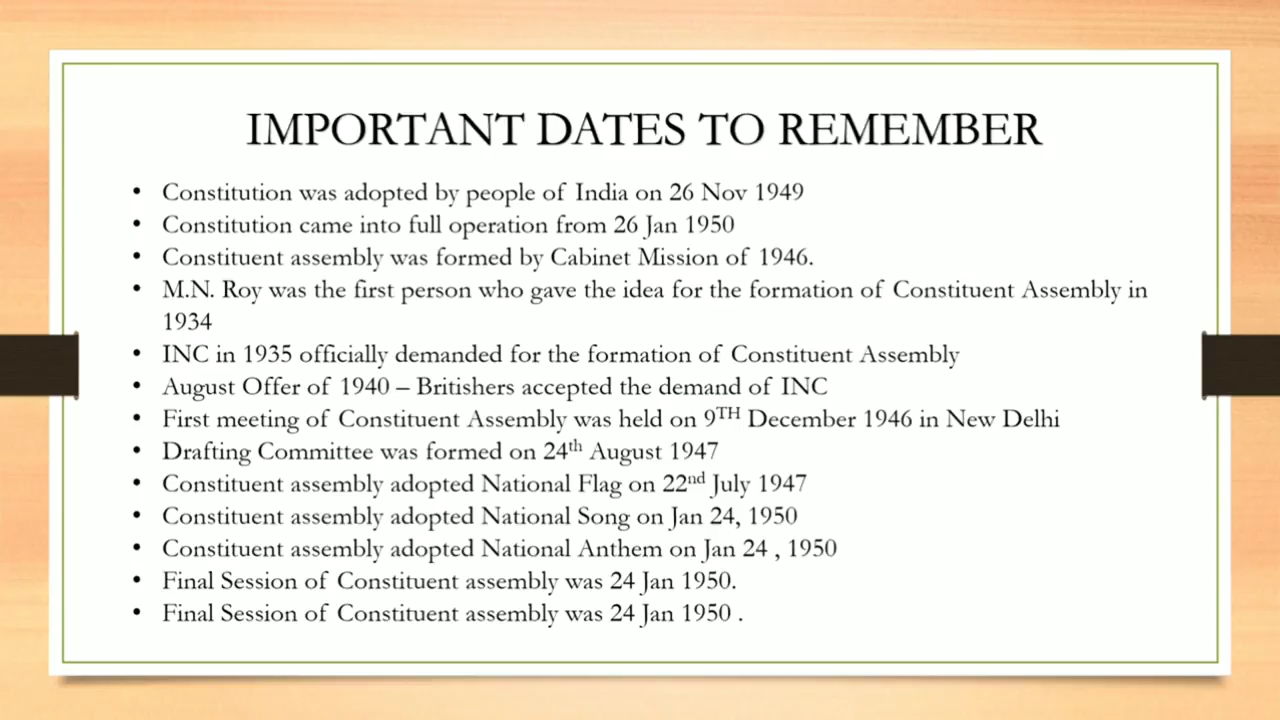 IMPORTANT DATES TO REMEMBER
• Constitution was adopted by people of India on 26 Nov 1949
• Constitution came into full operation from 26 Jan 1950
• Constituent assembly was formed by Cabinet Mission of 1946.
• M.N. Roy was the first person who gave the idea for the formation of Constituent Assembly in
1934
• INC in 1935 officially demanded for the formation of Constituent Assembly
• August Offer of 1940 – Britishers accepted the demand of INC
• First meeting of Constituent Assembly was held on 9TH December 1946 in New Delhi
• Drafting Committee was formed on 24th August 1947
• Constituent assembly adopted National Flag on 22nd July 1947
• Constituent assembly adopted National Song on Jan 24, 1950
• Constituent assembly adopted National Anthem on Jan 24 , 1950
• Final Session of Constituent assembly was 24 Jan 1950.
• Final Session of Constituent assembly was 24 Jan 1950 .